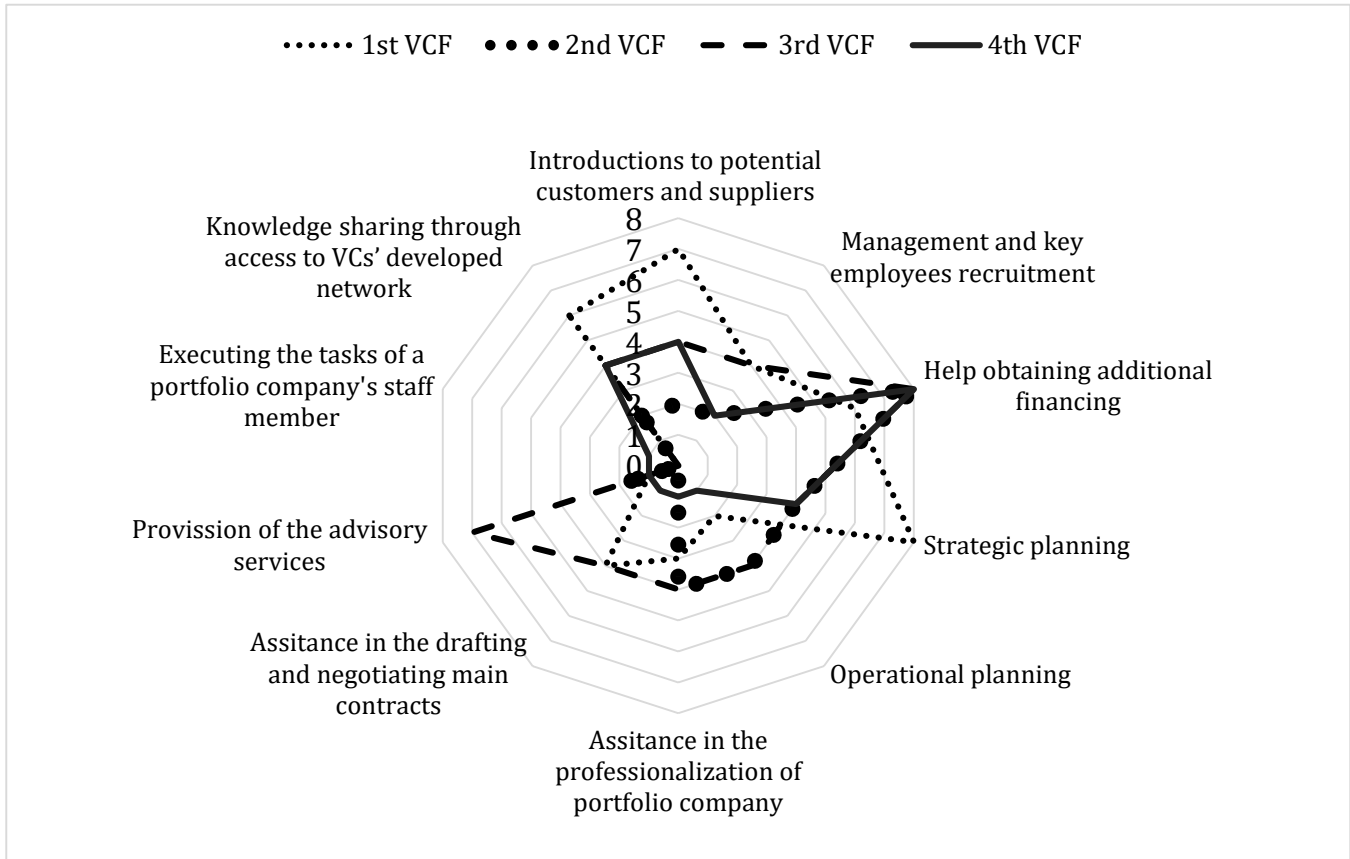 1st VCF 2nd VCF 3rd VCF 4th VCF
Introductions to potential
customers and suppliers
Management and key
employees recruitment
Help obtaining additional
financing
Strategic planning
Operational planning
Assitance in the
professionalization of
portfolio company
Assitance in the drafting
and negotiating main
contracts
Provission of the advisory
services
Executing the tasks of a
portfolio company's staff
member
Knowledge sharing through
access to VCs’ developed
network
8
7
6
5
4
3
2
1
0